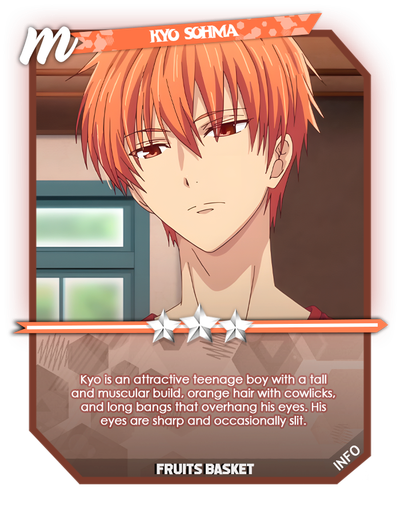 m
KYO SOHMA
Kyo is an attractive teenage boy with a tall
and muscular build, orange hair with cowlicks,
and long bangs that overhang his eyes. His
eyes are sharp and occasionally slit.
FRUITS BASKET
INFO